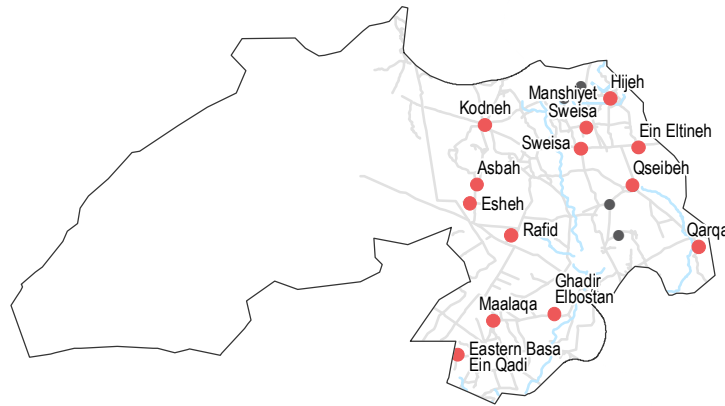 Hijeh
Manshiyet
Sweisa
Kodneh
Sweisa
Ein Eltineh
Asbah
Qseibeh
Esheh
Rafid
Qarqa
Ghadir
Elbostan
Maalaqa
Eastern Basa
Ein Qadi